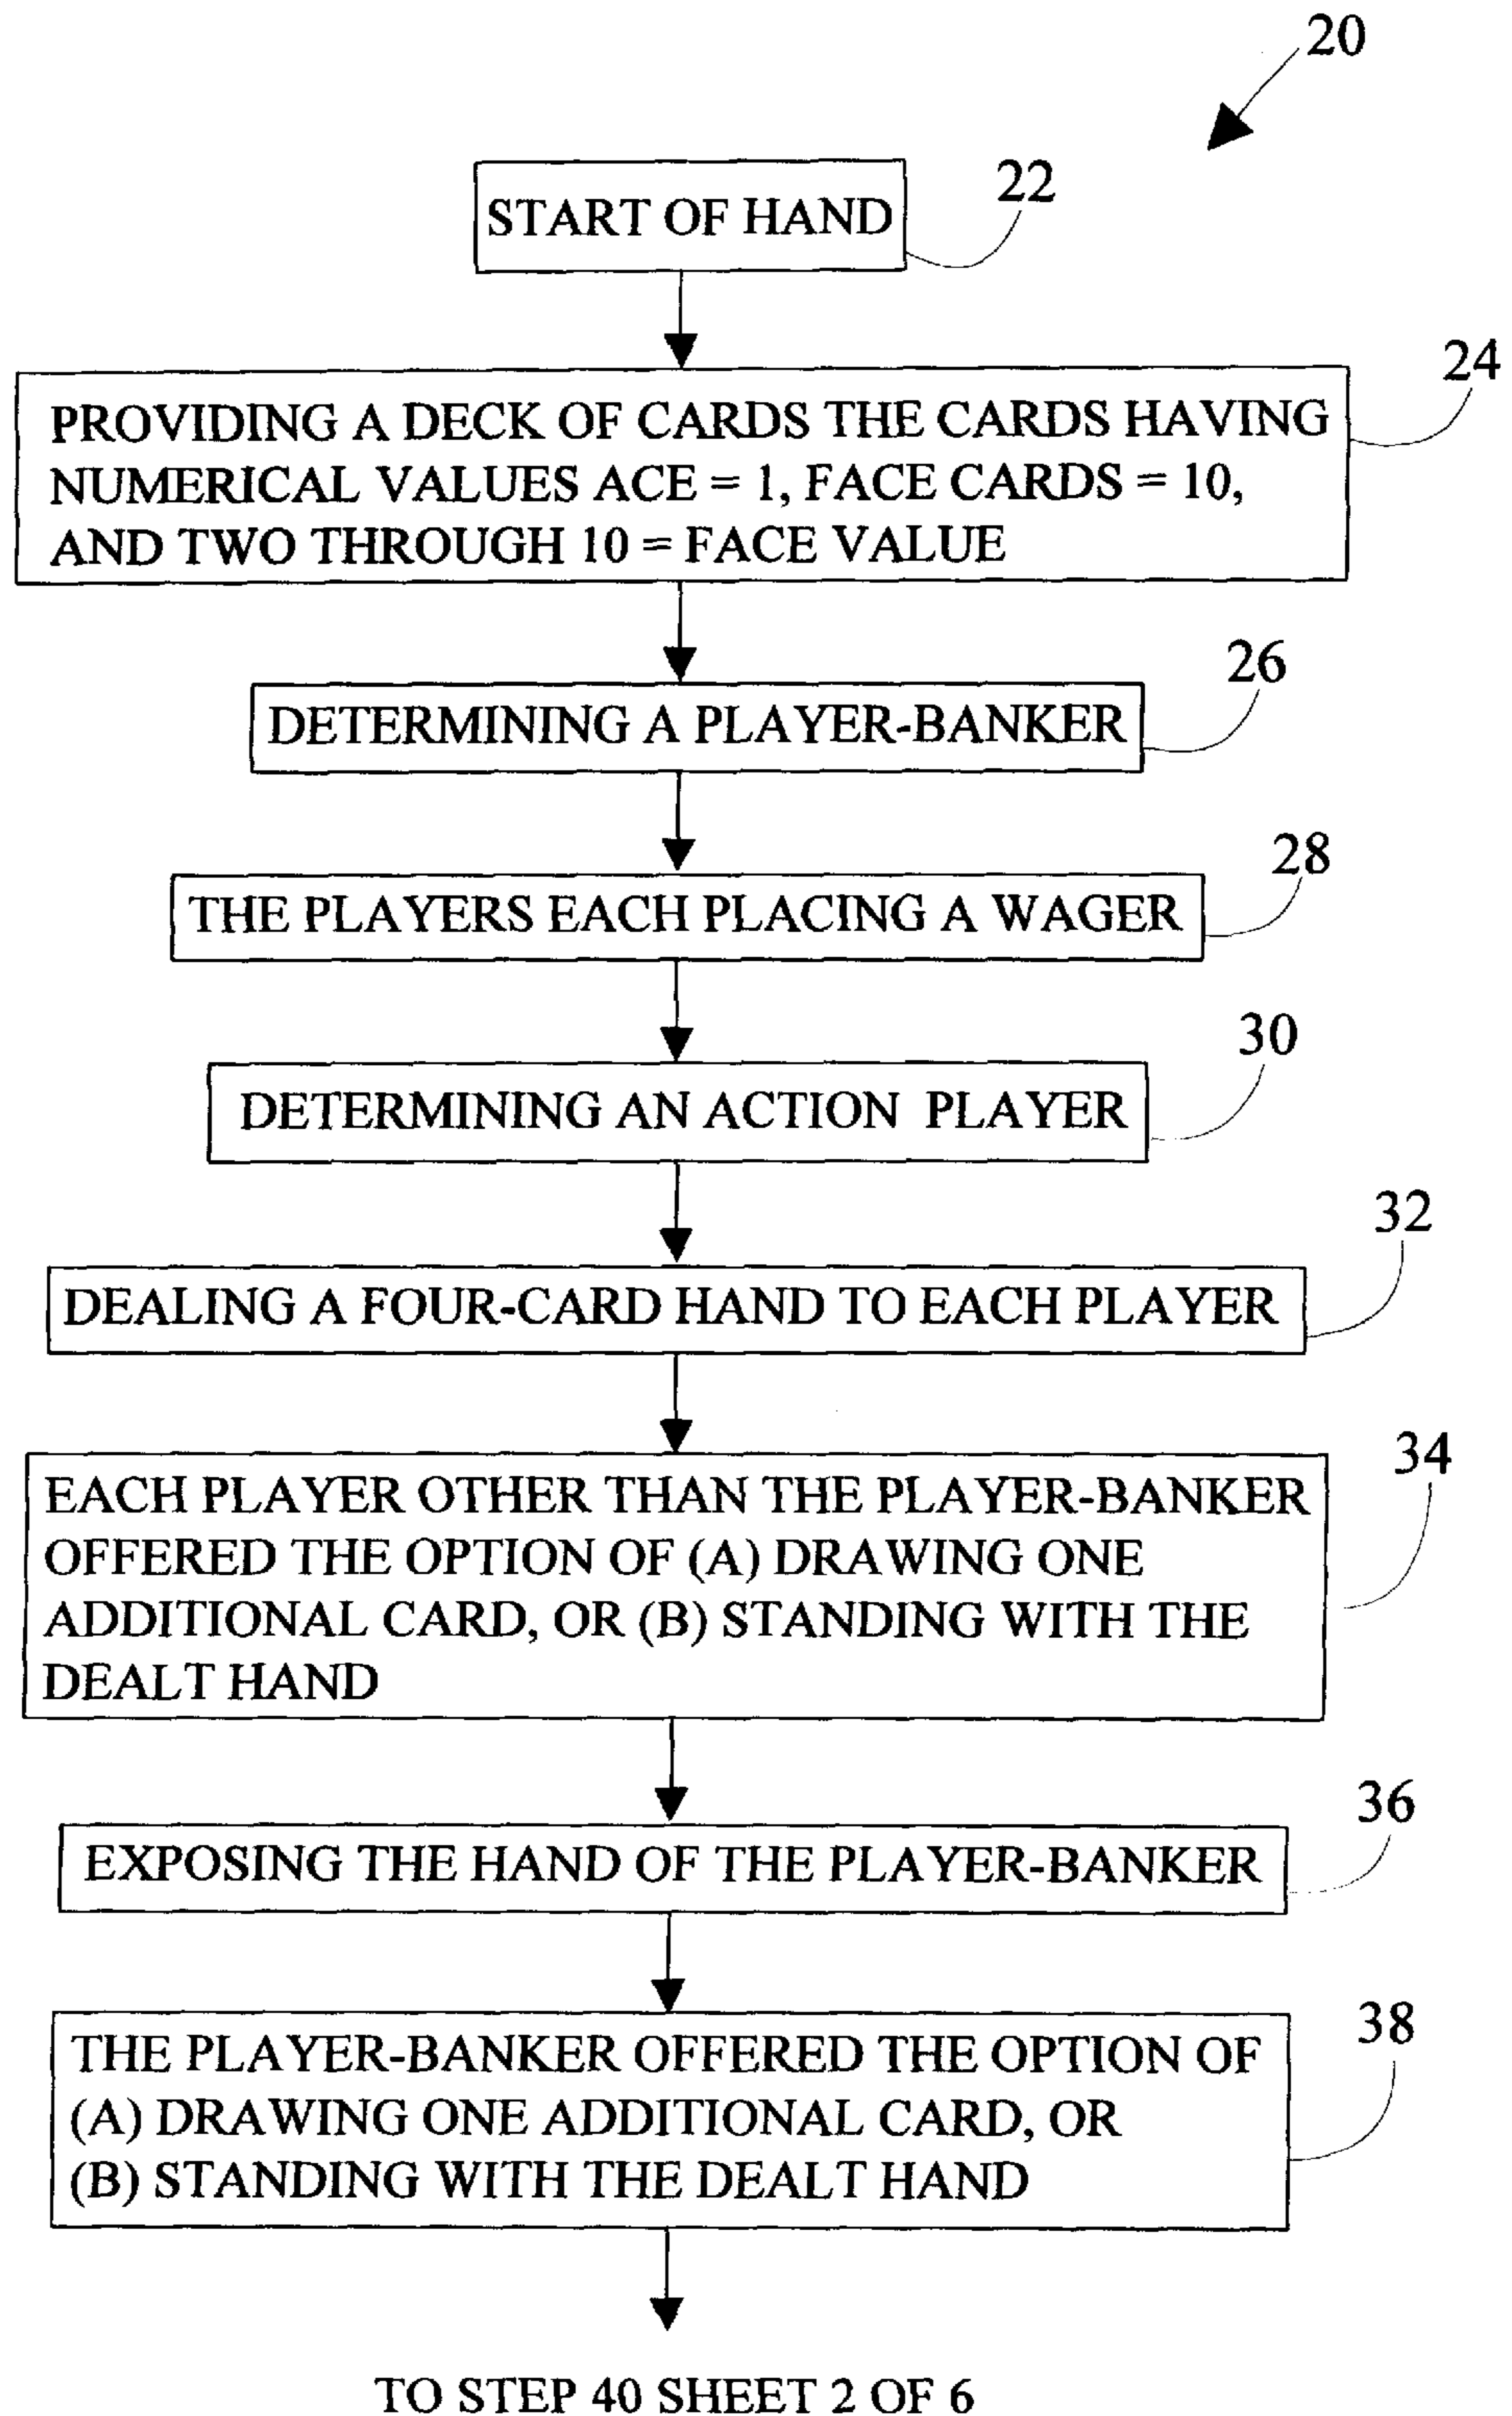 20
22
START OF HAND
24
PROVIDING A DECK OF CARDS THE CARDS HAVING
NUMERICAL VALUES ACE = 1, FACE CARDS = 10,
AND TWO THROUGH 10 = FACE VALUE
26
DETERMINING A PLAYER-BANKER
28
THE PLAYERS EACH PLACING A WAGER
30
DETERMINING AN ACTION PLAYER
32
DEALING A FOUR-CARD HAND TO EACH PLAYER
34
EACH PLAYER OTHER THAN THE PLAYER-BANKER
OFFERED THE OPTION OF (A) DRAWING ONE
ADDITIONAL CARD, OR (B) STANDING WITH THE
DEALT HAND
36
EXPOSING THE HAND OF THE PLAYER-BANKER
38
THE PLAYER-BANKER OFFERED THE OPTION OF
(A) DRAWING ONE ADDITIONAL CARD, OR
(B) STANDING WITH THE DEALT HAND
TO STEP 40 SHEET 2 OF 6